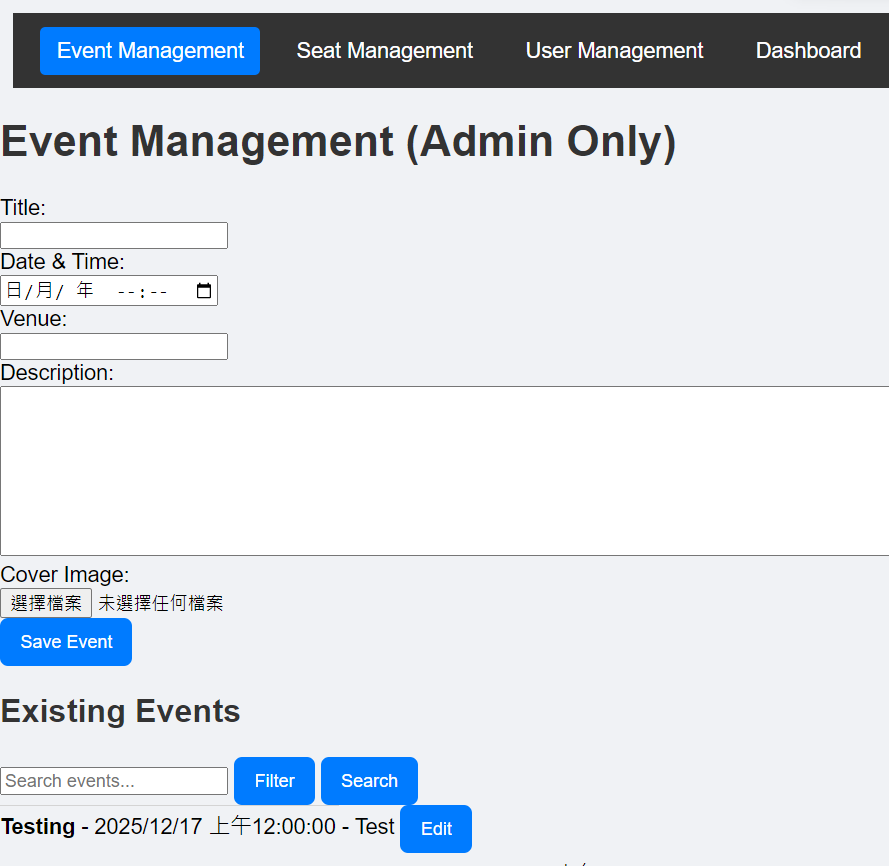 Event Management Seat Management User Management Dashboard
Event Management (Admin Only)
Title:
Date & Time:
日/月/ 年 --:--
Venue:
Description:
Cover Image:
選擇檔案 未選擇任何檔案
Save Event
Existing Events
Search events... Filter Search
Testing - 2025/12/17 上午12:00:00 - Test Edit